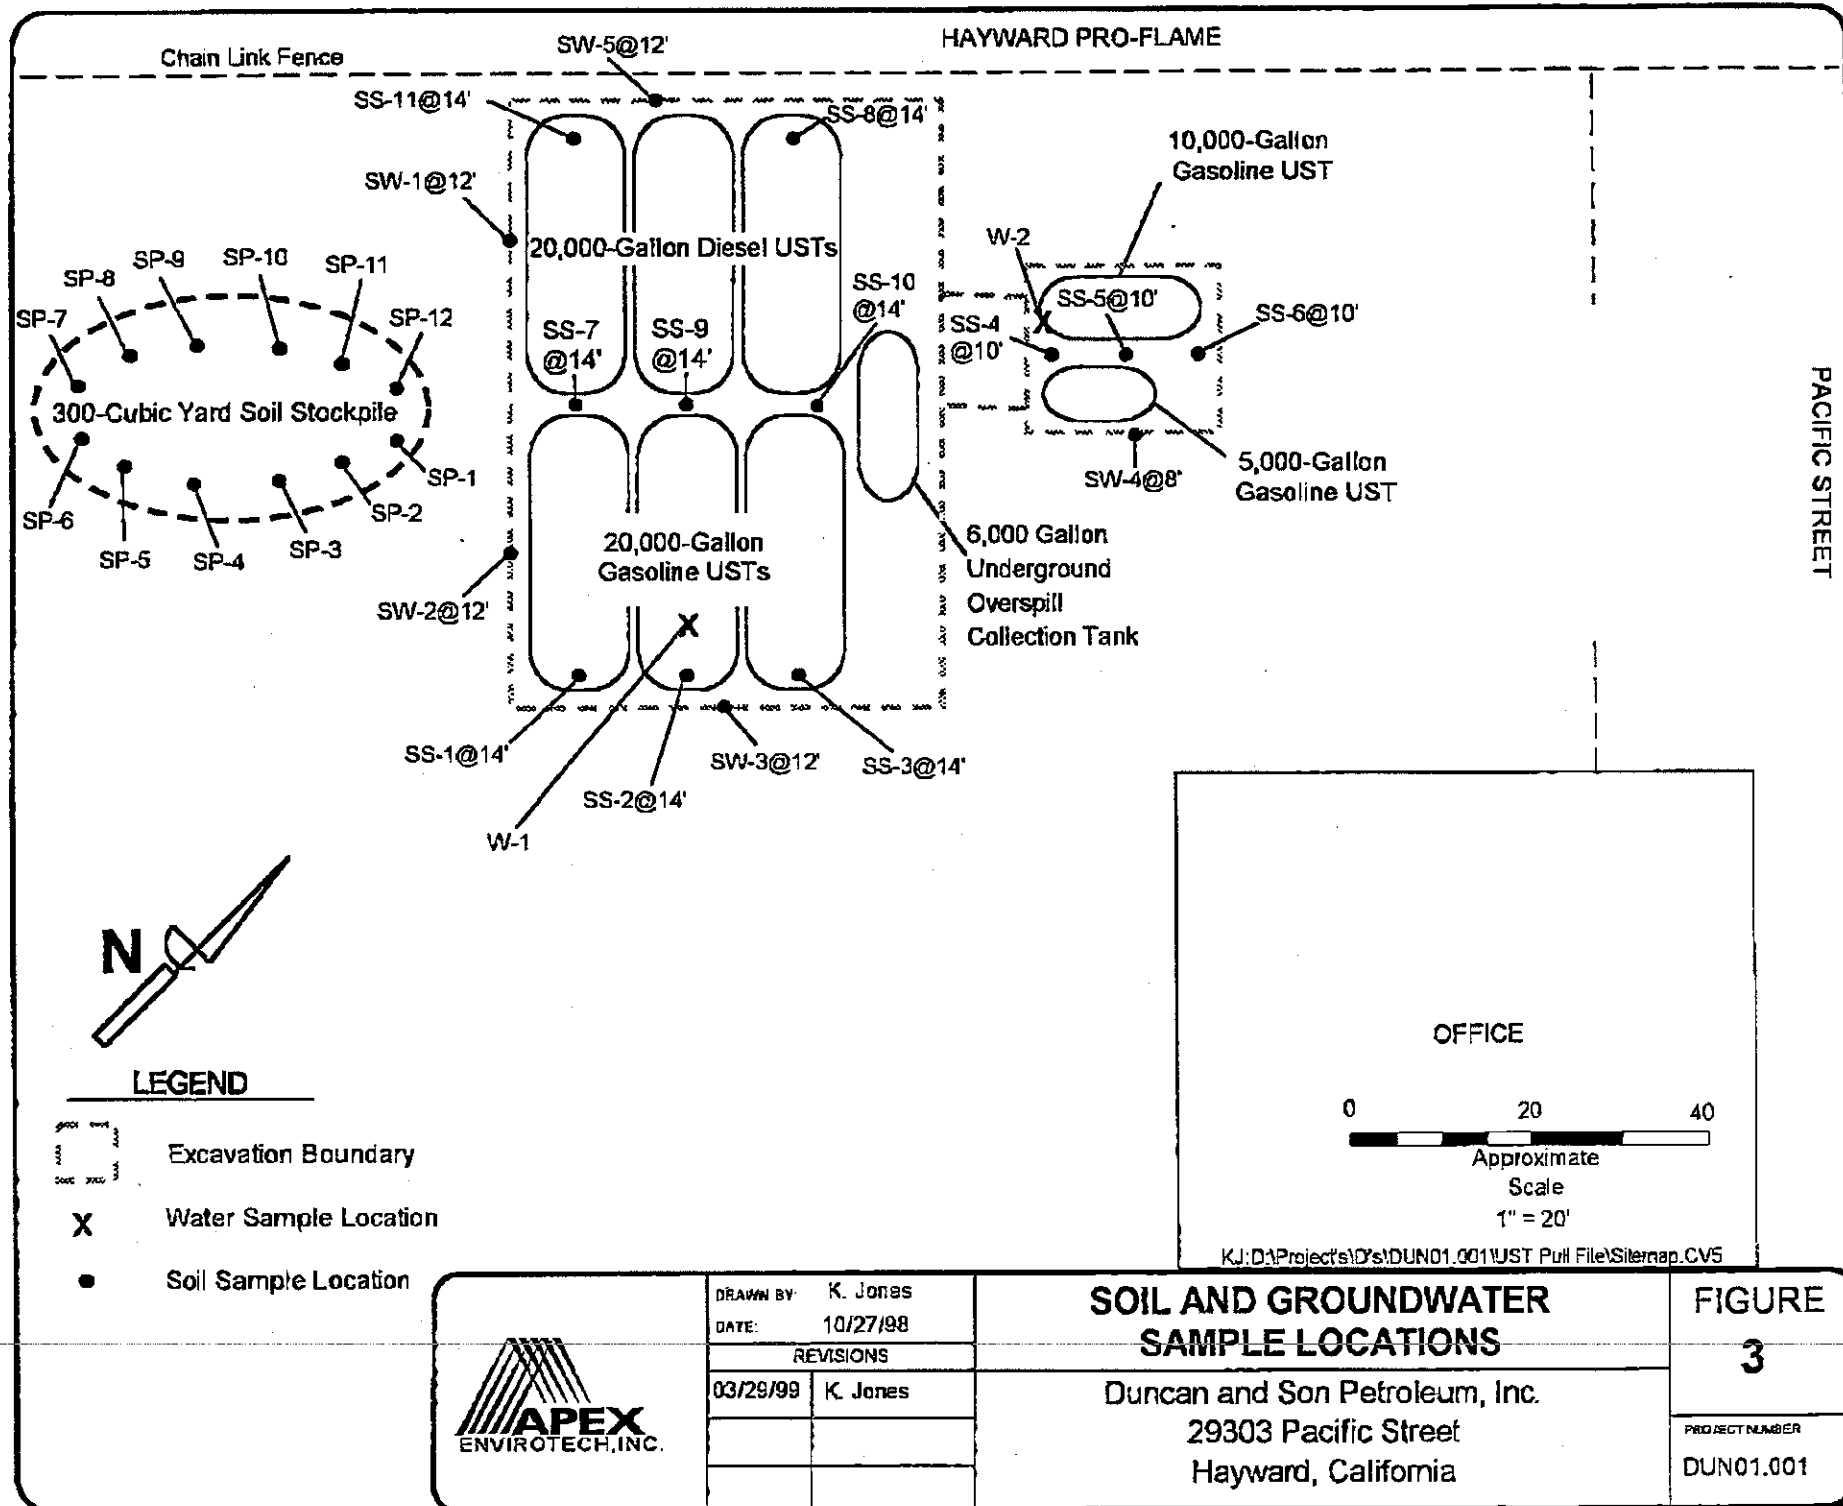 HAYWARD PRO-FLAME
Chain Link Fence
SW-5@12'
SS-11@14'
SS-8@14'
SW-1@12'
10,000-Gallon
Gasoline UST
20,000-Gallon Diesel USTs
W-2
SP-8
SP-9
SP-10
SP-11
SP-7
SP-12
SS-7
@14'
SS-9
@14'
SS-10
@14'
SS-4
@10'
SS-5@10'
SS-6@10'
300-Cubic Yard Soil Stockpile
PACIFIC STREET
SP-6
SP-5
SP-4
SP-3
SP-2
SP-1
SW-4@8'
5,000-Gallon
Gasoline UST
20,000-Gallon
Gasoline USTs
6,000 Gallon
Underground
Overspill
Collection Tank
SW-2@12'
X
SS-1@14'
SS-2@14'
SW-3@12'
SS-3@14'
W-1
N
LEGEND
Excavation Boundary
X Water Sample Location
Soil Sample Location
OFFICE
0 20 40
Approximate
Scale
1" = 20'
KJ:D:\Project's\D's\DUN01.001\UST Pull File\Sitemap.CV5
APEX
ENVIROTECH, INC.
DRAWN BY: K. Jones
DATE: 10/27/98
REVISIONS
03/29/99 K. Jones
SOIL AND GROUNDWATER
SAMPLE LOCATIONS
Duncan and Son Petroleum, Inc.
29303 Pacific Street
Hayward, California
FIGURE
3
PROJECT NUMBER
DUN01.001